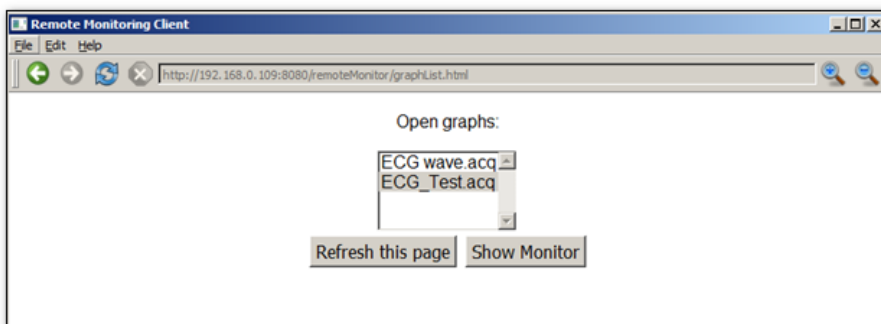 Remote Monitoring Client
File Edit Help
http://192.168.0.109:8080/remoteMonitor/graphList.html
Open graphs:
ECG wave.acq
ECG_Test.acq
Refresh this page Show Monitor